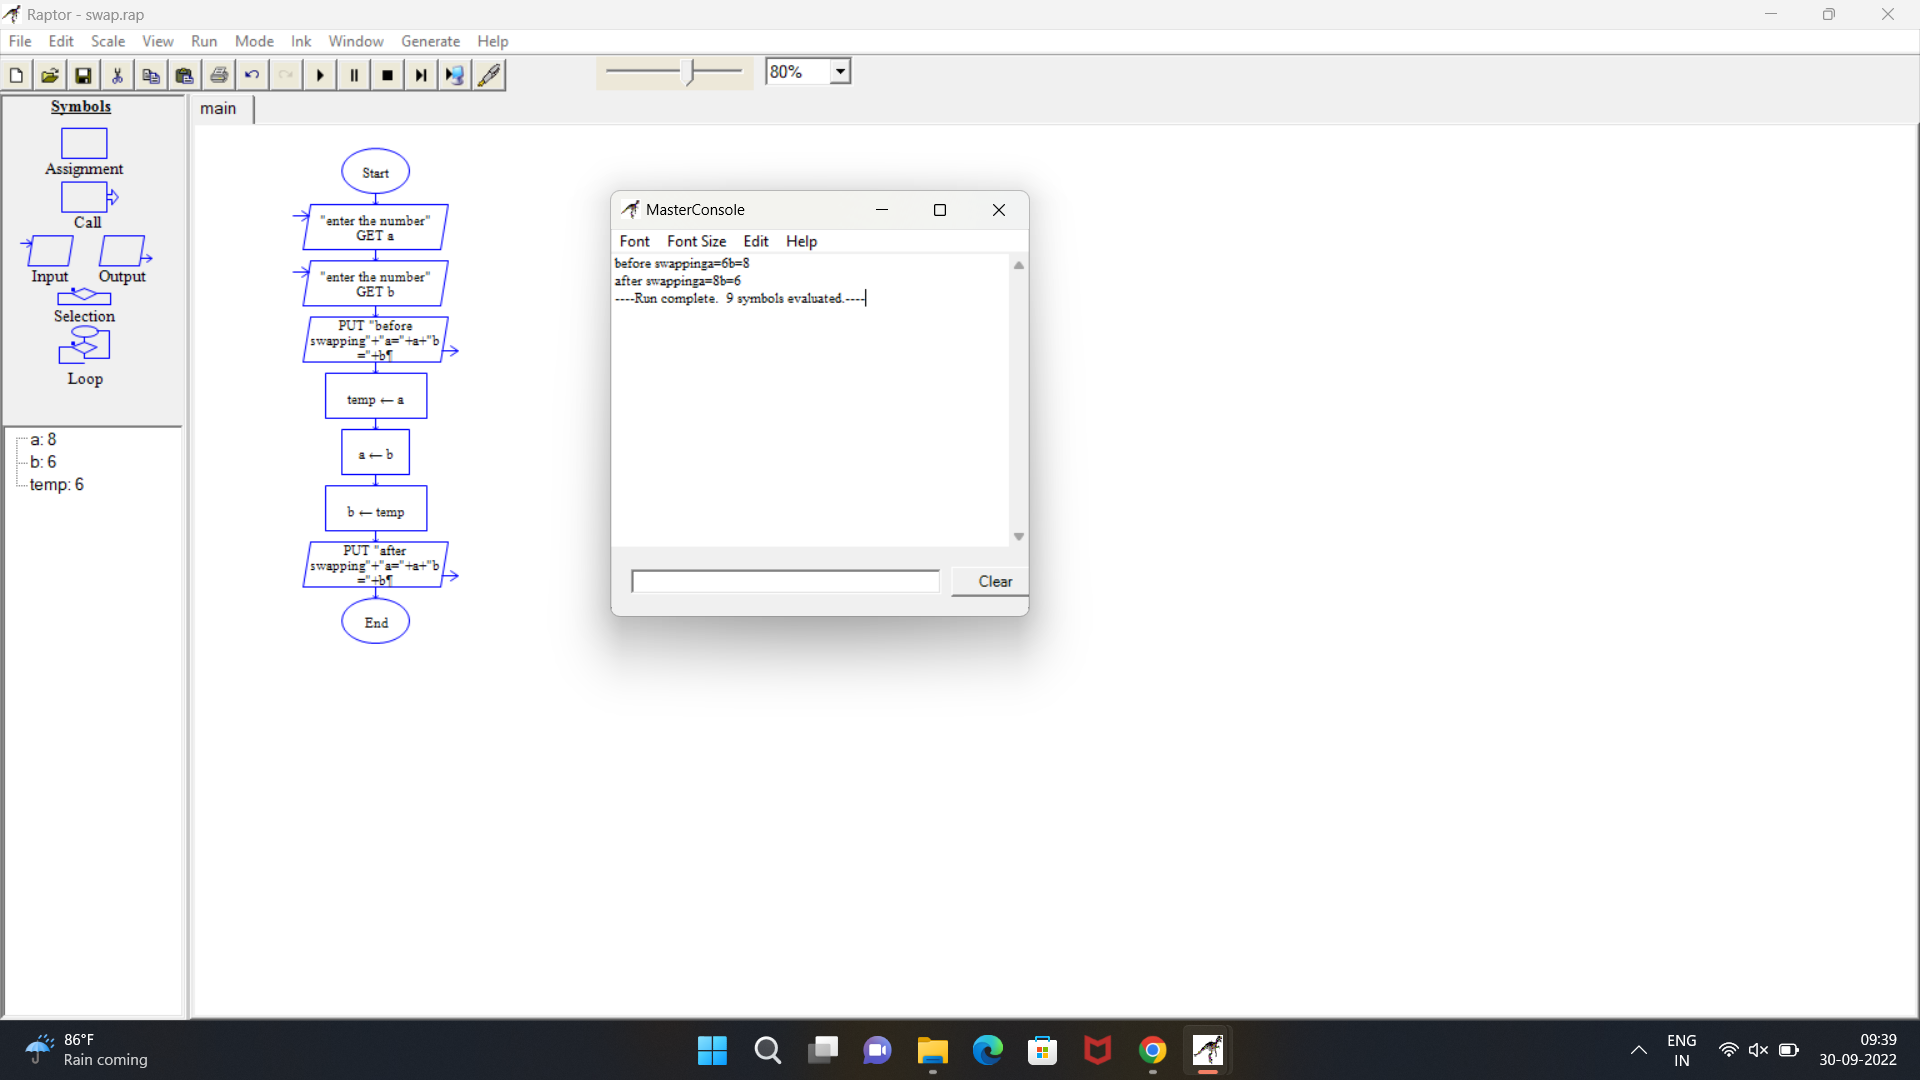 Raptor - swap.rap
File Edit Scale View Run Mode Ink Window Generate Help
80%
Symbols
Assignment
Call
Input Output
Selection
Loop
a: 8
b: 6
temp: 6
main
Start
"enter the number"
GET a
"enter the number"
GET b
PUT "before
swapping"+"a="+a+"b
="+b¶
temp ← a
a ← b
b ← temp
PUT "after
swapping"+"a="+a+"b
="+b¶
End
MasterConsole
Font Font Size Edit Help
before swappinga=6b=8
after swappinga=8b=6
----Run complete.  9 symbols evaluated.----
Clear
86°F
Rain coming
ENG
IN
09:39
30-09-2022